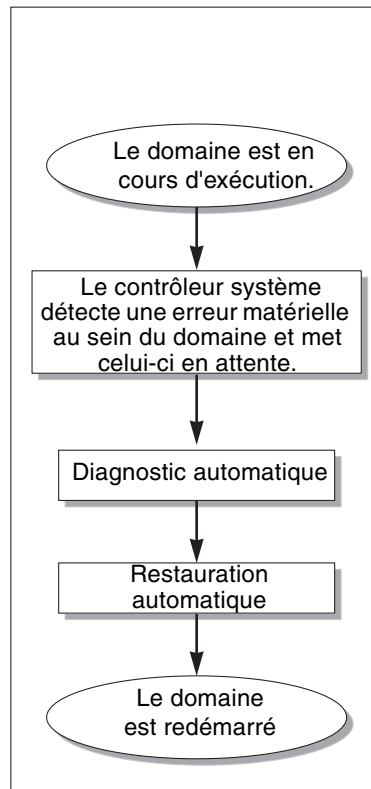 Le domaine est en
cours d'exécution.
Le contrôleur système
détecte une erreur matérielle
au sein du domaine et met
celui-ci en attente.
Diagnostic automatique
Restauration
automatique
Le domaine
est redémarré